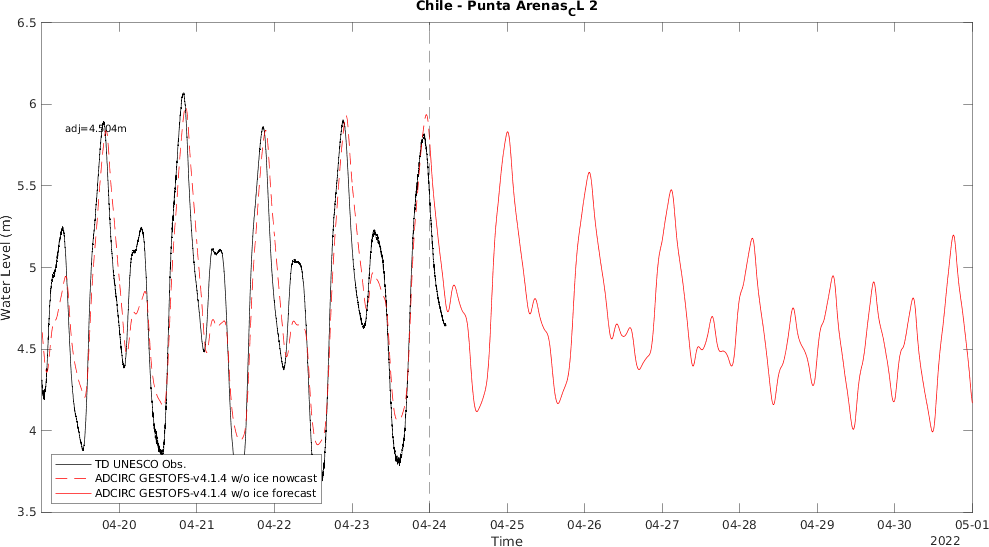 Chile - Punta Arenas_CL 2
6.5
6
5.5
5
4.5
4
3.5
Water Level (m)
adj=4.504m
TD UNESCO Obs.
ADCIRC GESTOFS-v4.1.4 w/o ice nowcast
ADCIRC GESTOFS-v4.1.4 w/o ice forecast
04-20 04-21 04-22 04-23 04-24 04-25 04-26 04-27 04-28 04-29 04-30 05-01
Time
2022